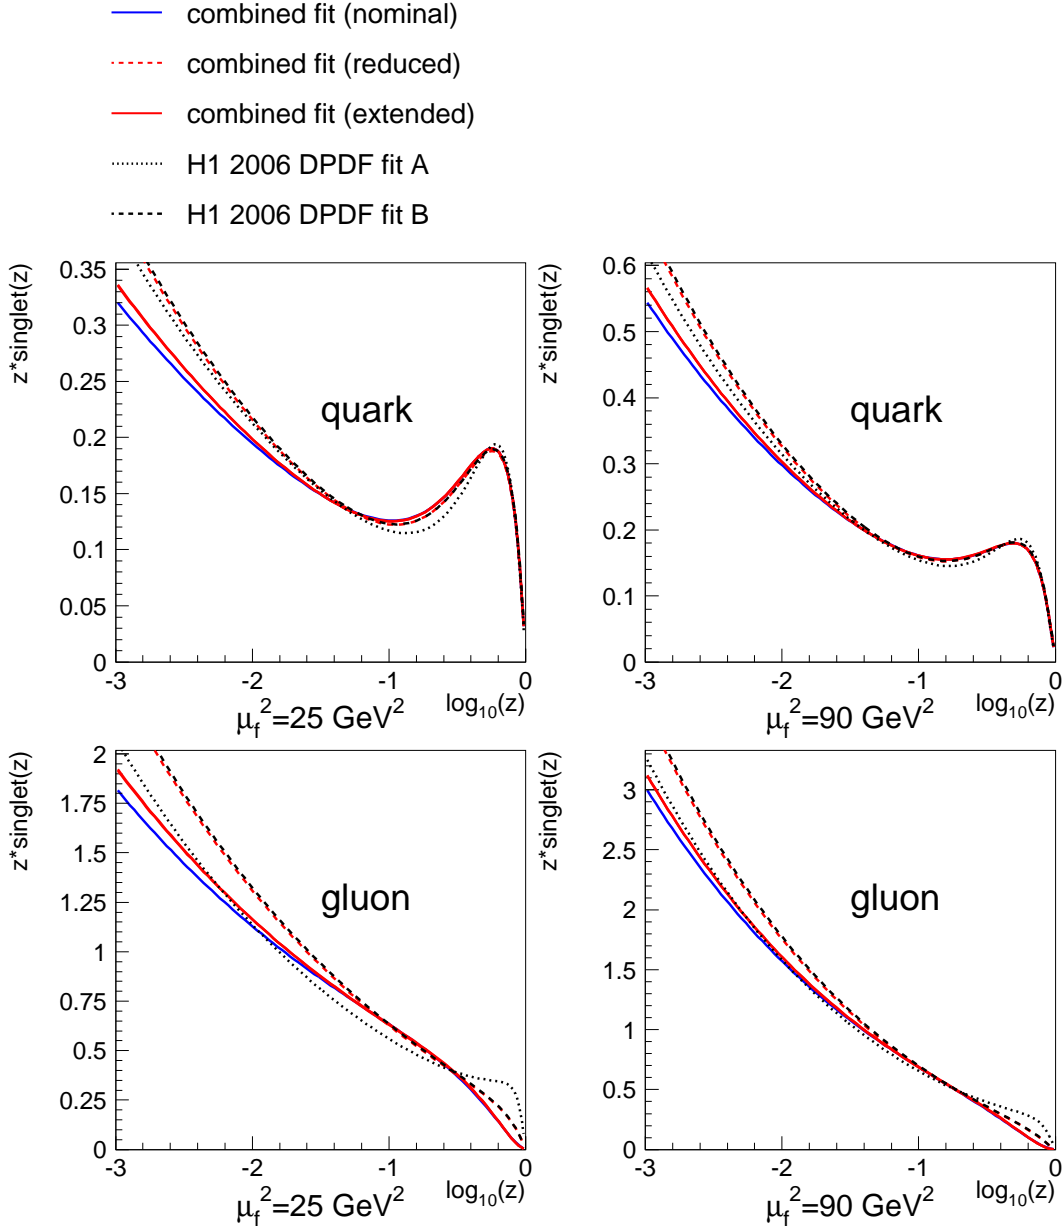 combined fit (nominal)
combined fit (reduced)
combined fit (extended)
H1 2006 DPDF fit A
H1 2006 DPDF fit B
z*singlet(z)
0.35
0.3
0.25
0.2
0.15
0.1
0.05
0
quark
-3
-2
-1
0
log10(z)
μf²=25 GeV²
z*singlet(z)
0.6
0.5
0.4
0.3
0.2
0.1
0
quark
-3
-2
-1
0
log10(z)
μf²=90 GeV²
z*singlet(z)
2
1.75
1.5
1.25
1
0.75
0.5
0.25
0
gluon
-3
-2
-1
0
log10(z)
μf²=25 GeV²
z*singlet(z)
3
2.5
2
1.5
1
0.5
0
gluon
-3
-2
-1
0
log10(z)
μf²=90 GeV²